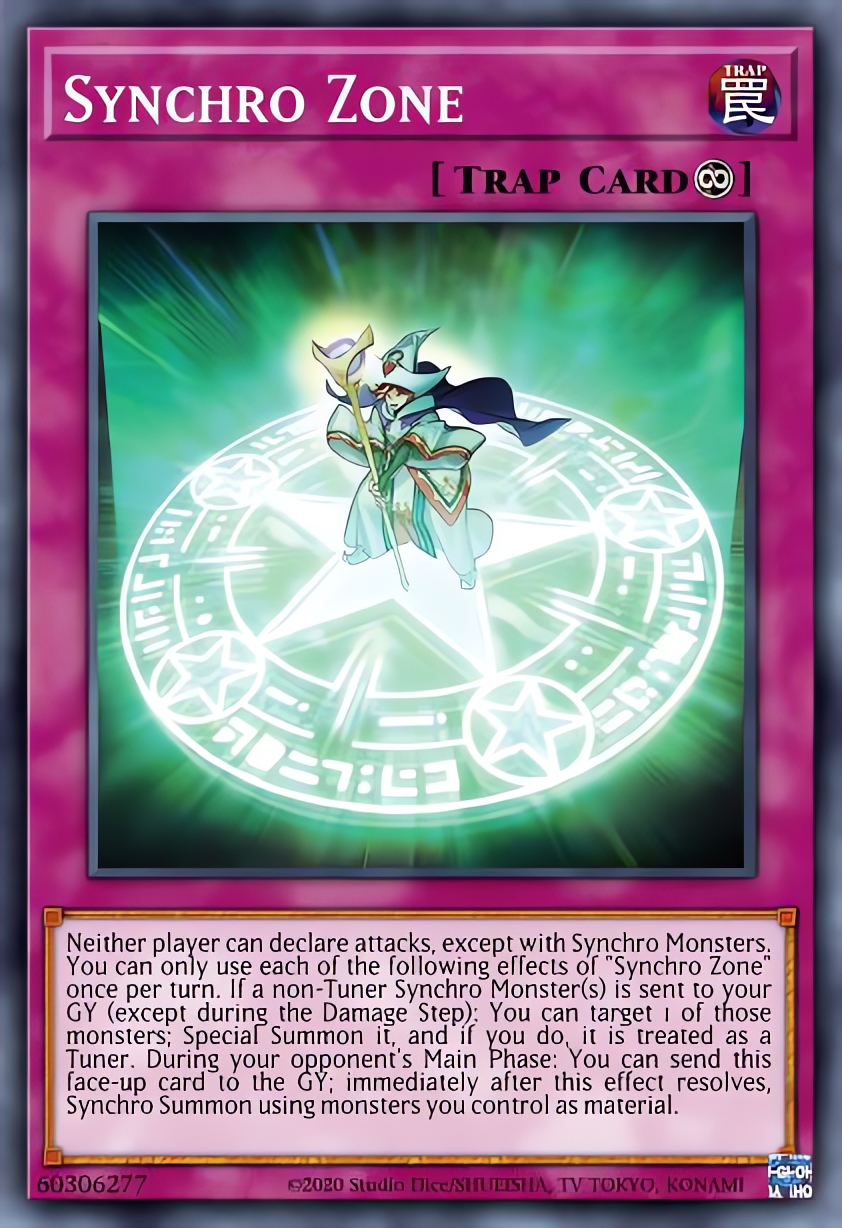 SYNCHRO ZONE
TRAP
罠
[TRAP CARD]
Neither player can declare attacks, except with Synchro Monsters.
You can only use each of the following effects of "Synchro Zone"
once per turn. If a non-Tuner Synchro Monster(s) is sent to your
GY (except during the Damage Step): You can target 1 of those
monsters; Special Summon it, and if you do, it is treated as a
Tuner. During your opponent's Main Phase: You can send this
face-up card to the GY; immediately after this effect resolves,
Synchro Summon using monsters you control as material.
60306277
©2020 Studio Dice/SHUEISHA, TV TOKYO, KONAMI